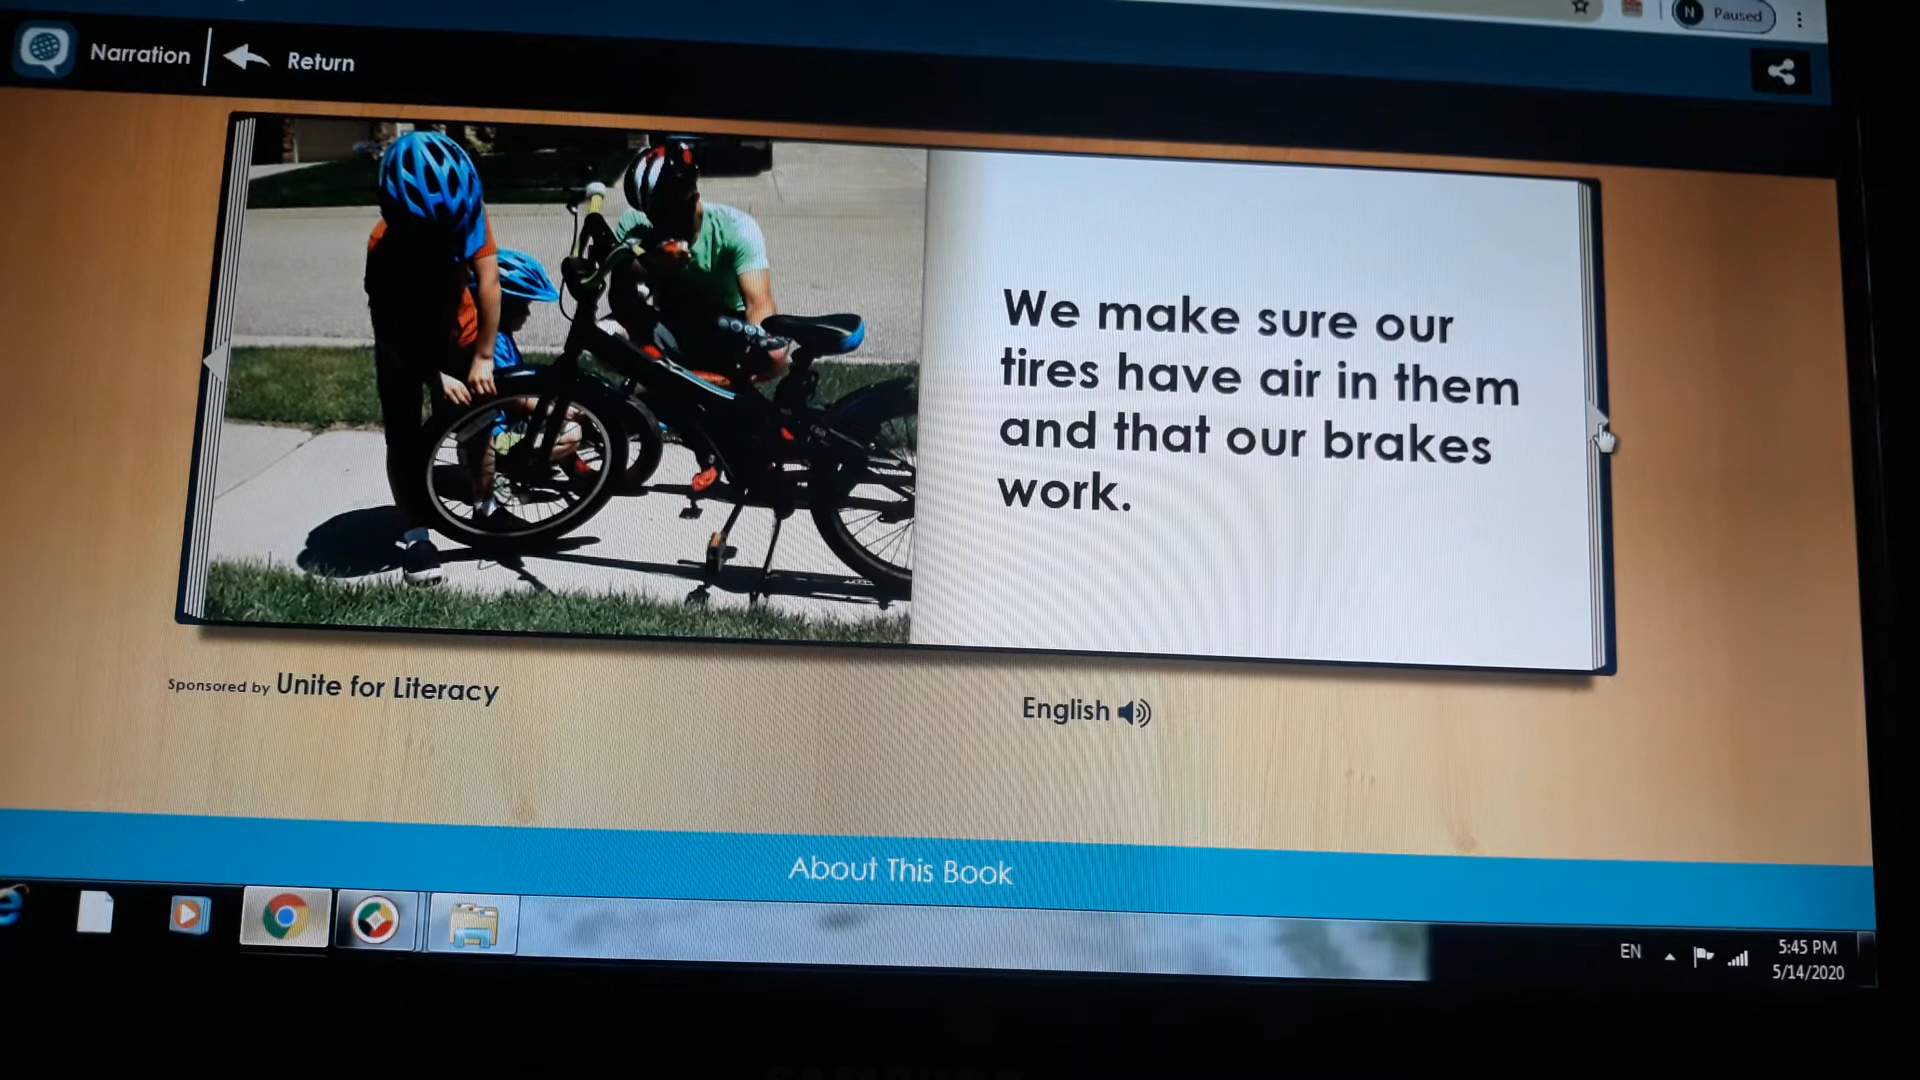 N Paused
Narration
Return
We make sure our
tires have air in them
and that our brakes
work.
Sponsored by Unite for Literacy
English
About This Book
EN
5:45 PM
5/14/2020